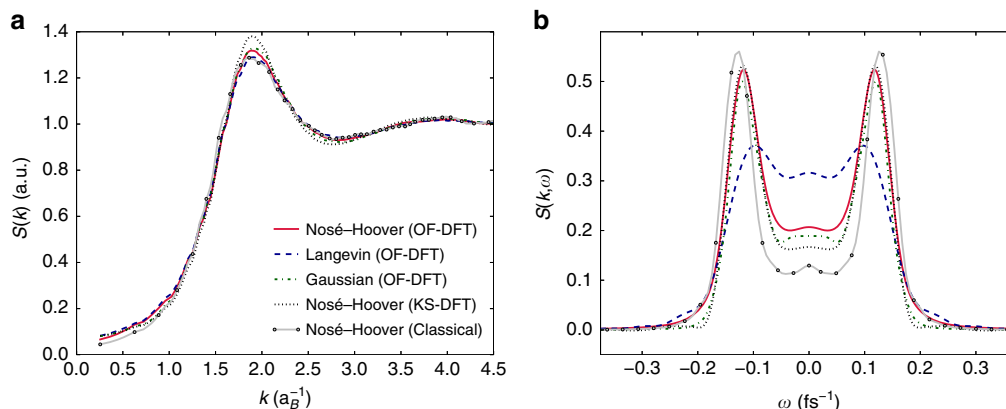 a
1.4
1.2
1.0
0.8
0.6
0.4
0.2
0.0
S(k) (a.u.)
Nosé–Hoover (OF-DFT)
Langevin (OF-DFT)
Gaussian (OF-DFT)
Nosé–Hoover (KS-DFT)
Nosé–Hoover (Classical)
0.0 0.5 1.0 1.5 2.0 2.5 3.0 3.5 4.0 4.5
k (a_B^{-1})
b
0.5
0.4
0.3
0.2
0.1
0.0
S(k,ω)
−0.3 −0.2 −0.1 −0.0 0.1 0.2 0.3
ω (fs^{-1})